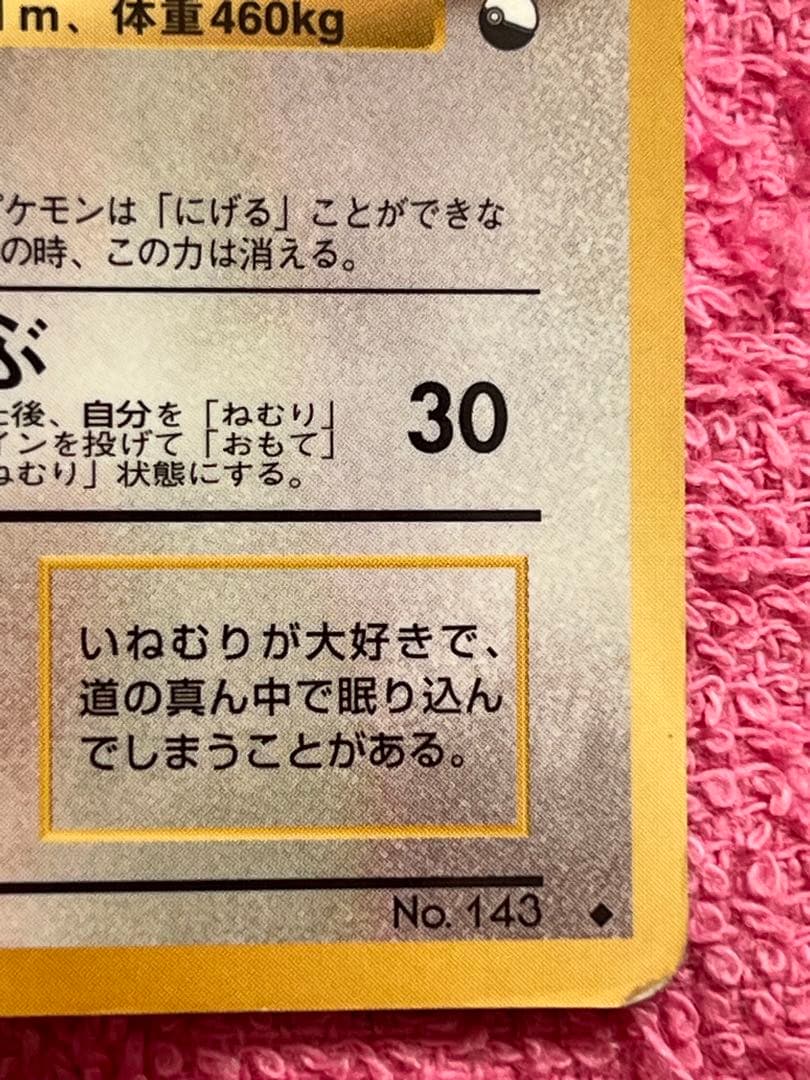 1m、体重460kg
ケモンは「にげる」ことができな
の時、この力は消える。
ぶ
後、自分を「ねむり」
インを投げて「おもて」
ねむり」状態にする。
30
いねむりが大好きで、
道の真ん中で眠り込ん
でしまうことがある。
No. 143 ◆